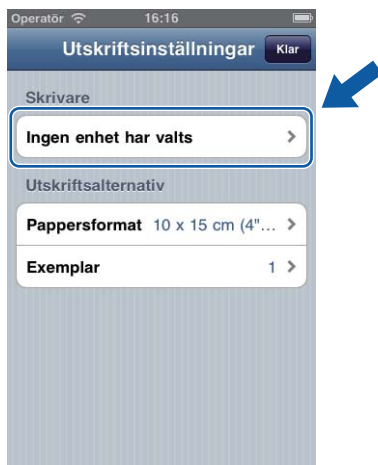 Operatör 16:16
Utskriftsinställningar Klar
Skrivare
Ingen enhet har valts
Utskriftsalternativ
Pappersformat 10 x 15 cm (4"...
Exemplar 1